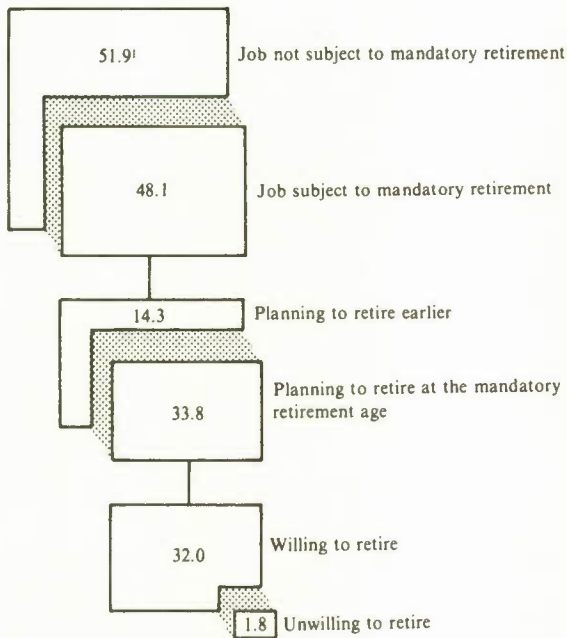 51.9¹ Job not subject to mandatory retirement
48.1 Job subject to mandatory retirement
14.3 Planning to retire earlier
Planning to retire at the mandatory
33.8 retirement age
32.0 Willing to retire
1.8 Unwilling to retire